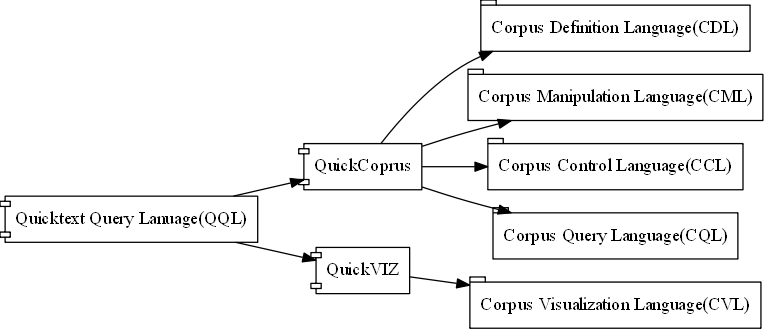 Corpus Definition Language(CDL)
Corpus Manipulation Language(CML)
QuickCoprus
Corpus Control Language(CCL)
Quicktext Query Lanuage(QQL)
Corpus Query Language(CQL)
QuickVIZ
Corpus Visualization Language(CVL)